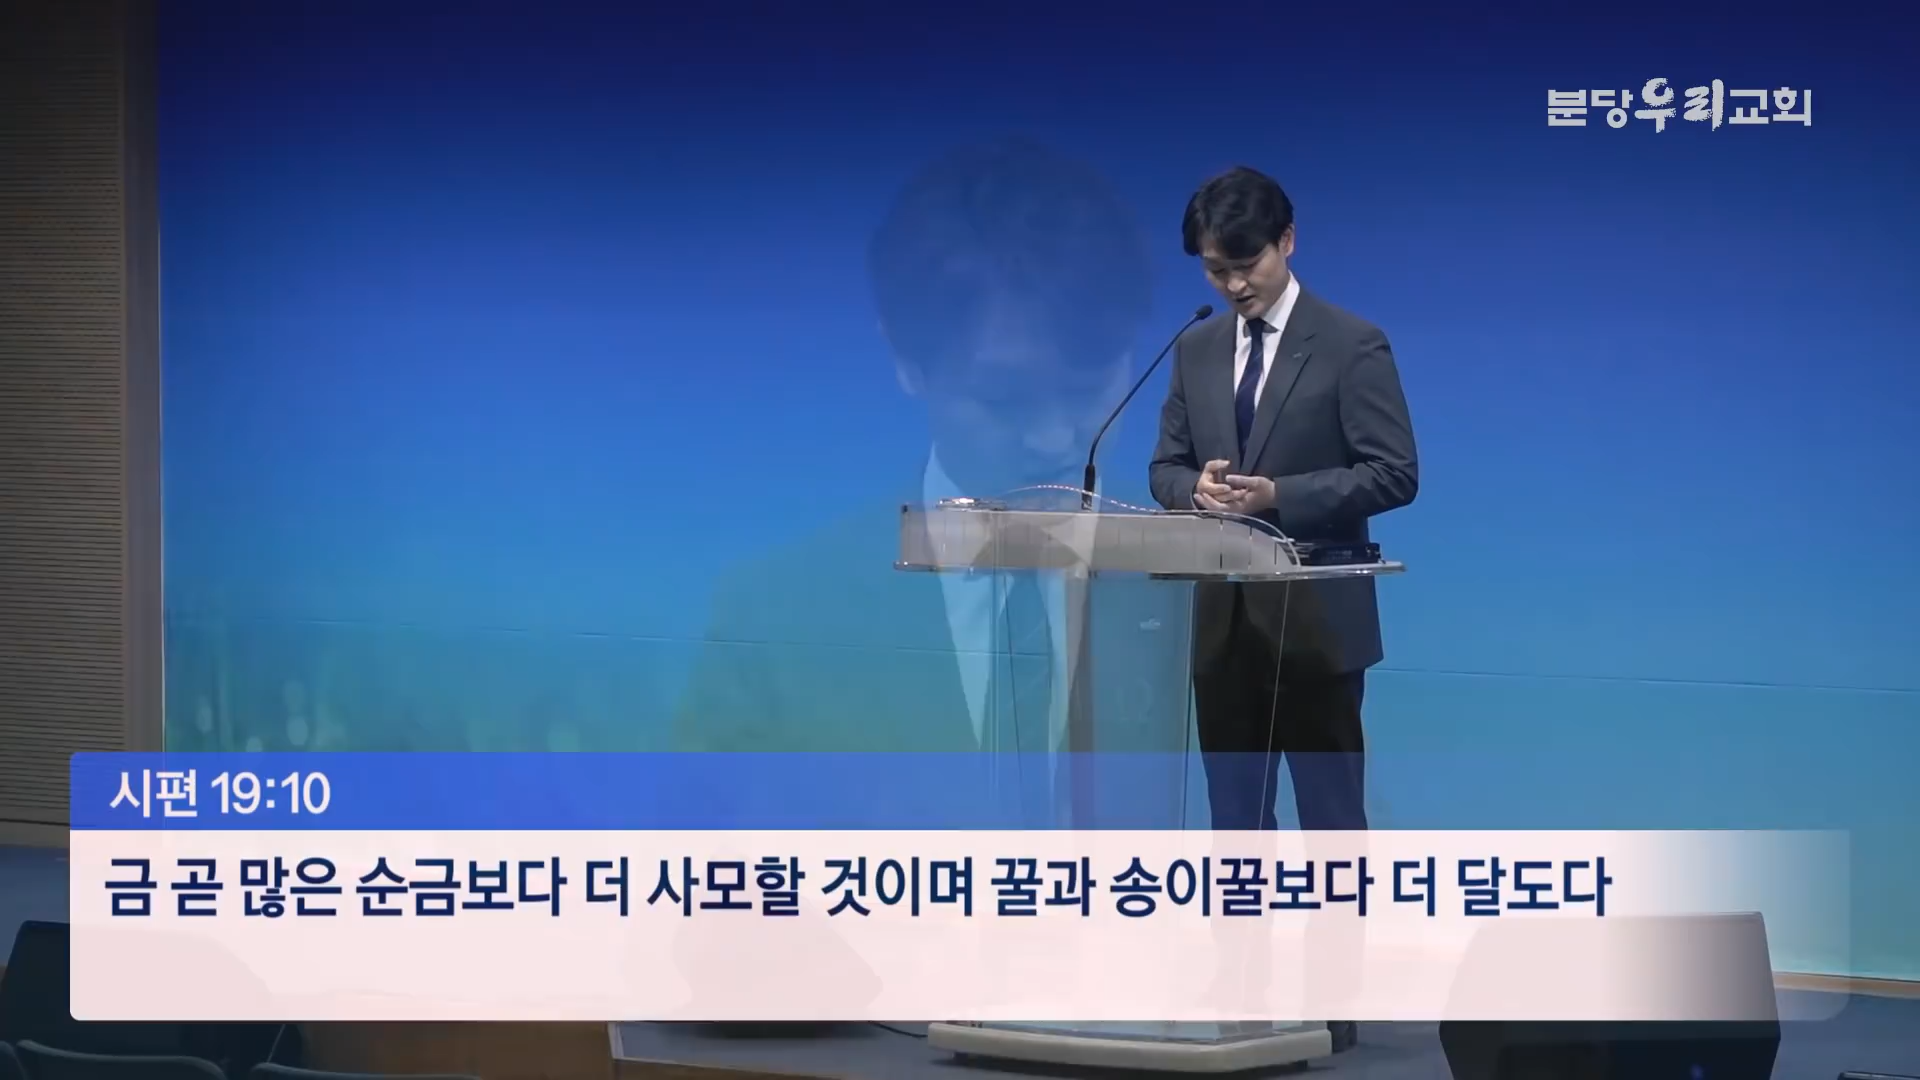 분당우리교회
시편 19:10
금 곧 많은 순금보다 더 사모할 것이며 꿀과 송이꿀보다 더 달도다